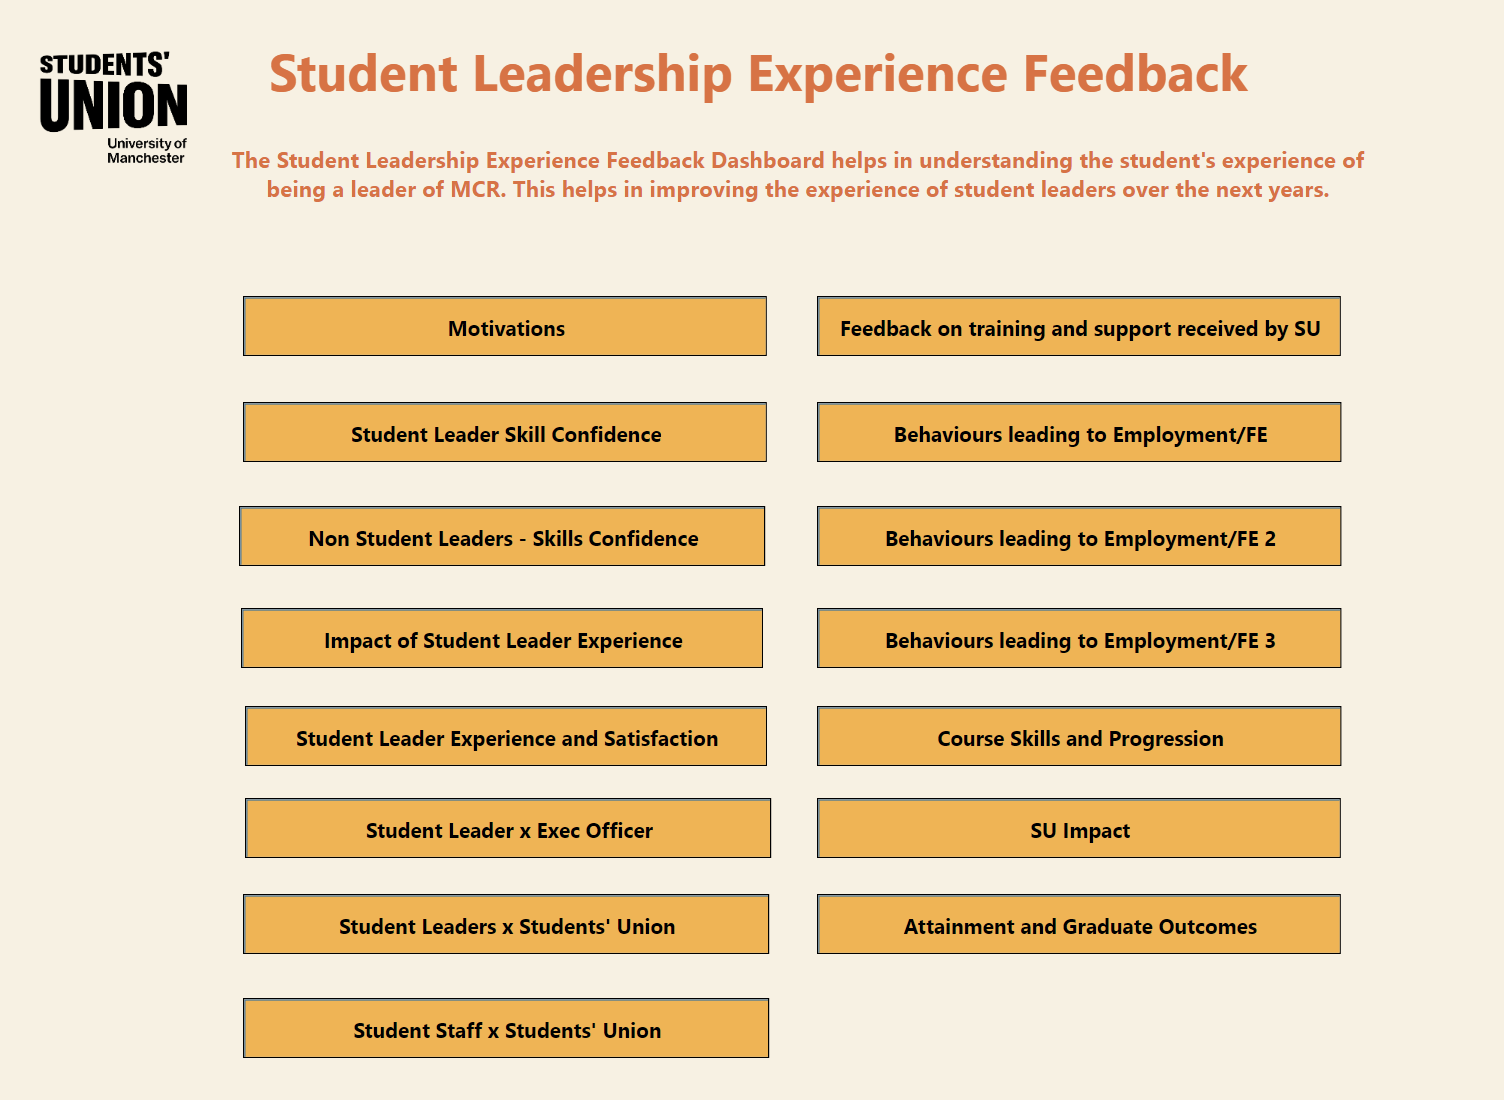 STUDENTS'
UNION
University of
Manchester
Student Leadership Experience Feedback
The Student Leadership Experience Feedback Dashboard helps in understanding the student's experience of
being a leader of MCR. This helps in improving the experience of student leaders over the next years.
Motivations
Student Leader Skill Confidence
Non Student Leaders - Skills Confidence
Impact of Student Leader Experience
Student Leader Experience and Satisfaction
Student Leader x Exec Officer
Student Leaders x Students' Union
Student Staff x Students' Union
Feedback on training and support received by SU
Behaviours leading to Employment/FE
Behaviours leading to Employment/FE 2
Behaviours leading to Employment/FE 3
Course Skills and Progression
SU Impact
Attainment and Graduate Outcomes